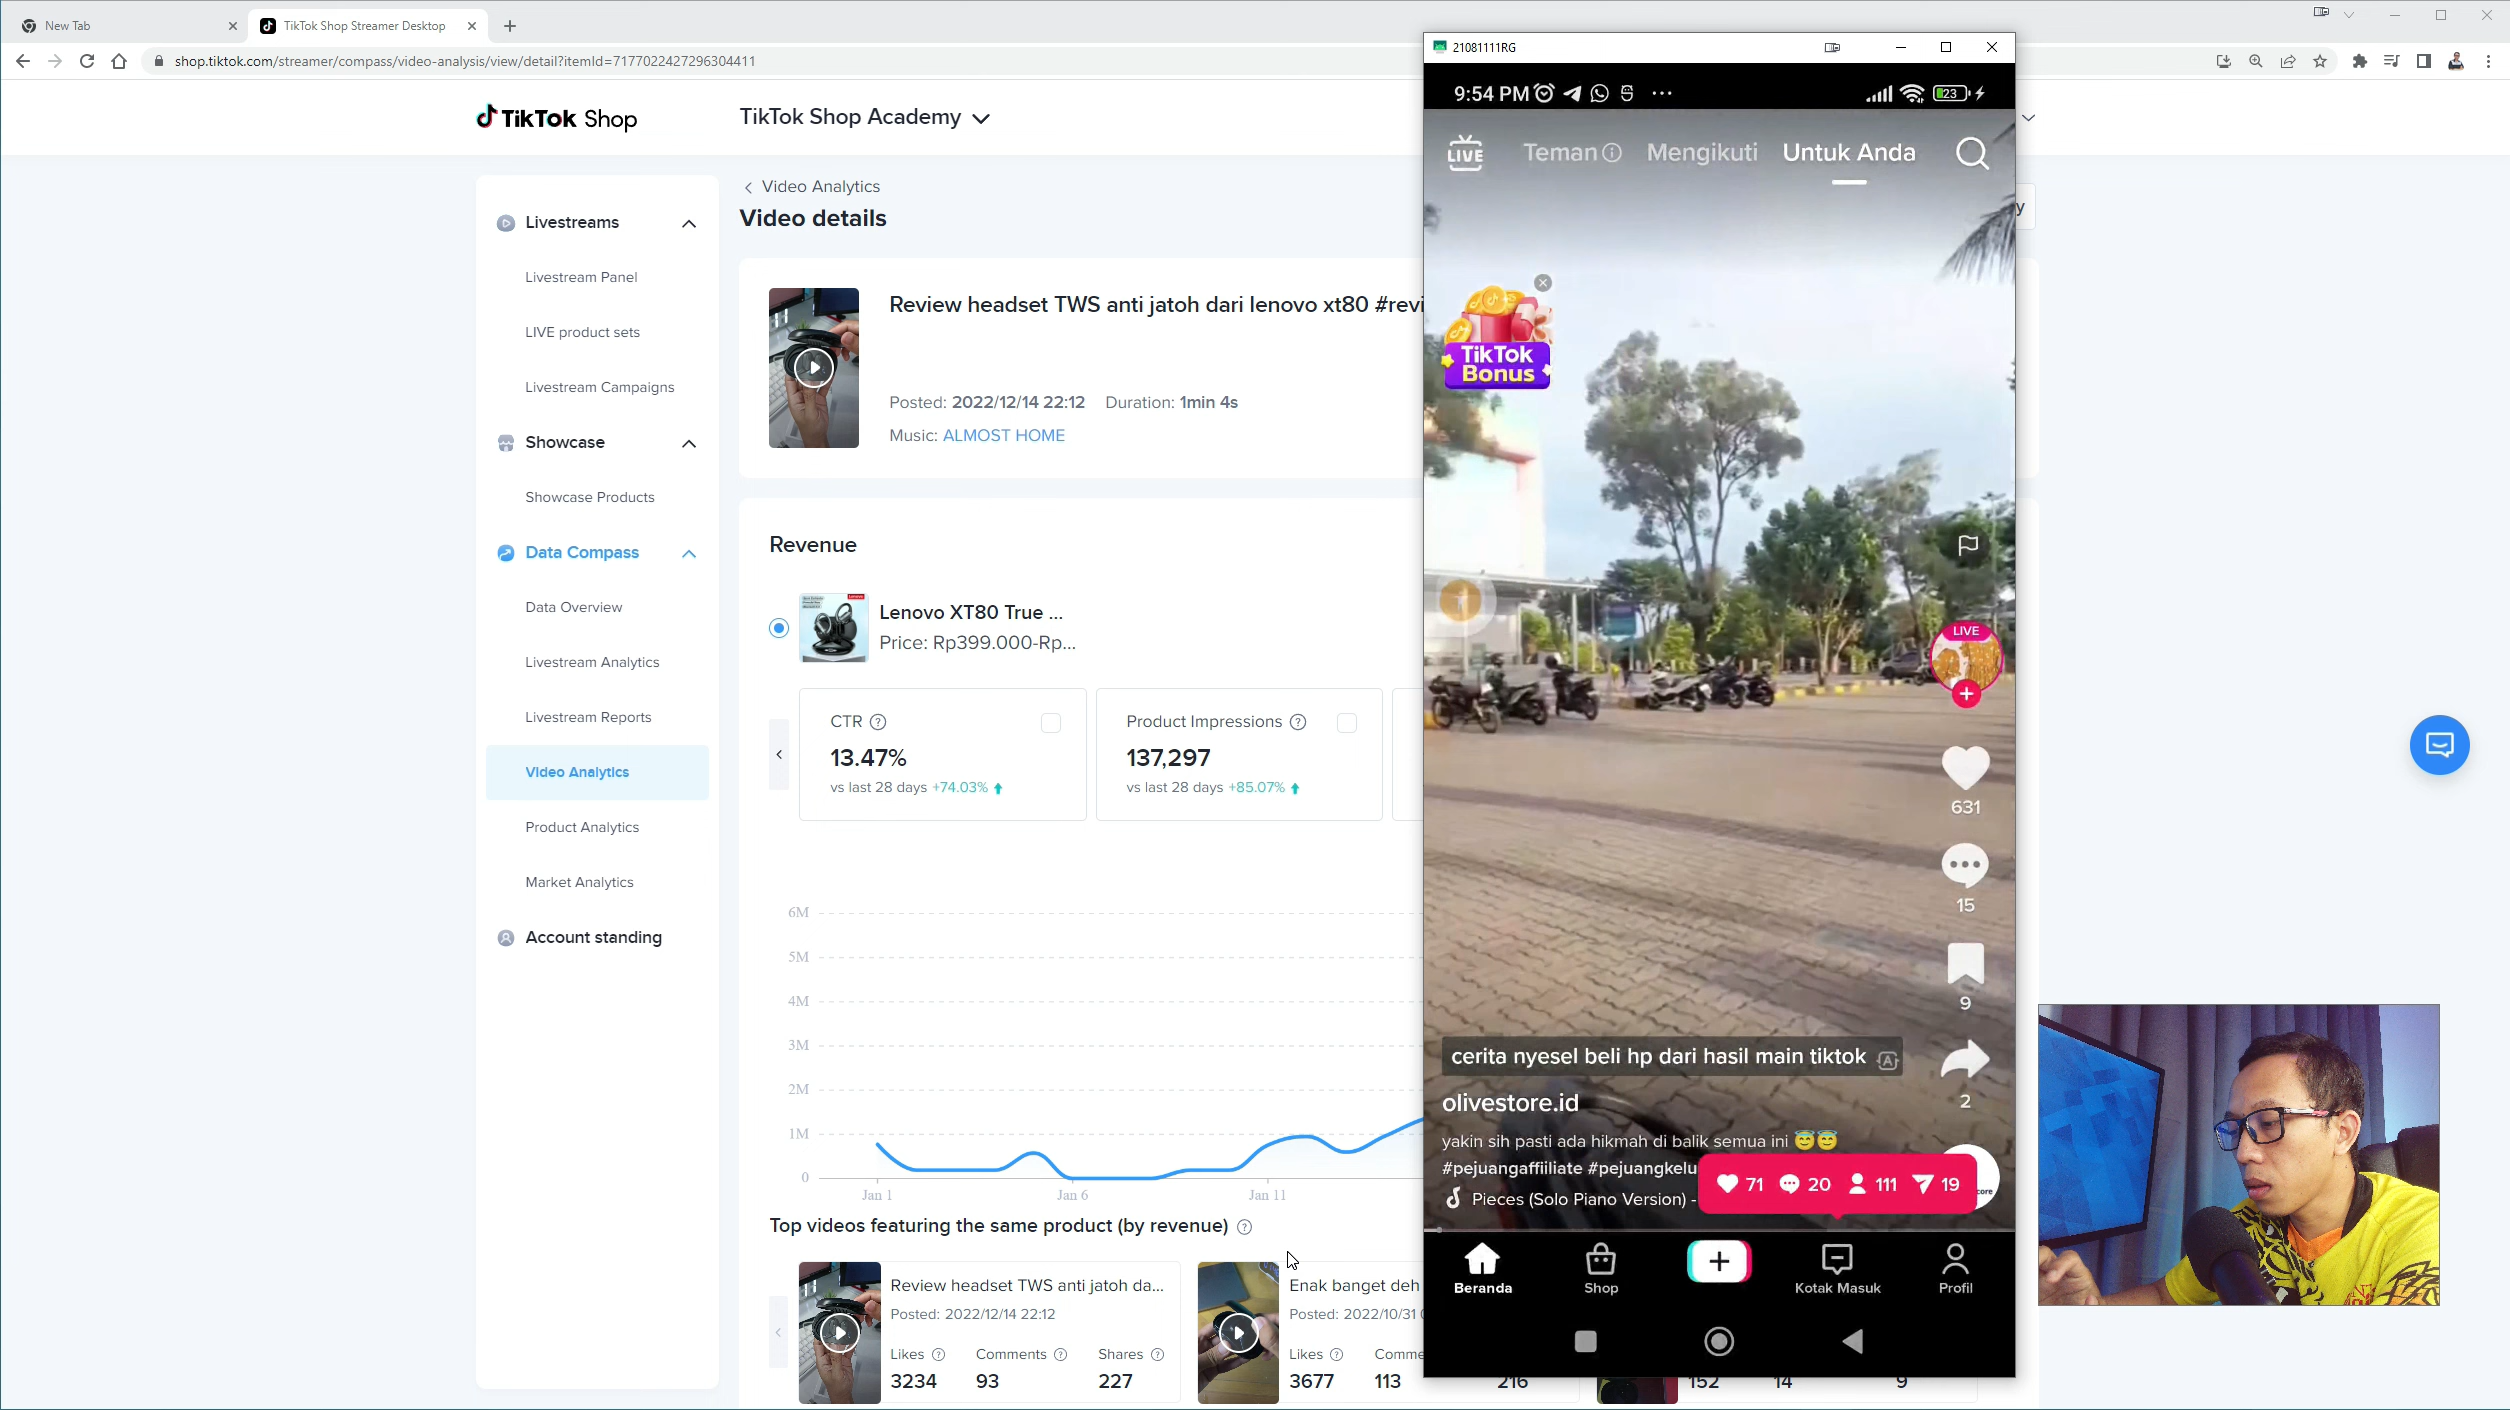 New Tab
TikTok Shop Streamer Desktop
shop.tiktok.com/streamer/compass/video-analysis/view/detail?itemId=7177022427296304411
TikTok Shop
TikTok Shop Academy
Livestreams
Livestream Panel
LIVE product sets
Livestream Campaigns
Showcase
Showcase Products
Data Compass
Data Overview
Livestream Analytics
Livestream Reports
Video Analytics
Product Analytics
Market Analytics
Account standing
Video Analytics
Video details
Review headset TWS anti jatoh dari lenovo xt80 #revi
Posted: 2022/12/14 22:12 Duration: 1min 4s
Music: ALMOST HOME
Revenue
Lenovo XT80 True ...
Price: Rp399.000-Rp...
CTR
13.47%
vs last 28 days +74.03%
Product Impressions
137,297
vs last 28 days +85.07%
6M
5M
4M
3M
2M
1M
0
Jan 1
Jan 6
Jan 11
Top videos featuring the same product (by revenue)
Review headset TWS anti jatoh da...
Posted: 2022/12/14 22:12
Likes Comments Shares
3234 93 227
Enak banget deh
Posted: 2022/10/31
Likes Comme
3677 113 216
152 14 9
y
21081111RG
9:54 PM
23
LIVE
Teman Mengikuti Untuk Anda
TikTok
Bonus
LIVE
631
15
9
2
cerita nyesel beli hp dari hasil main tiktok
olivestore.id
yakin sih pasti ada hikmah di balik semua ini 😇😇
#pejuangaffiiliate #pejuangkelu
Pieces (Solo Piano Version) -
71 20 111 19
ore
Beranda
Shop
Kotak Masuk
Profil